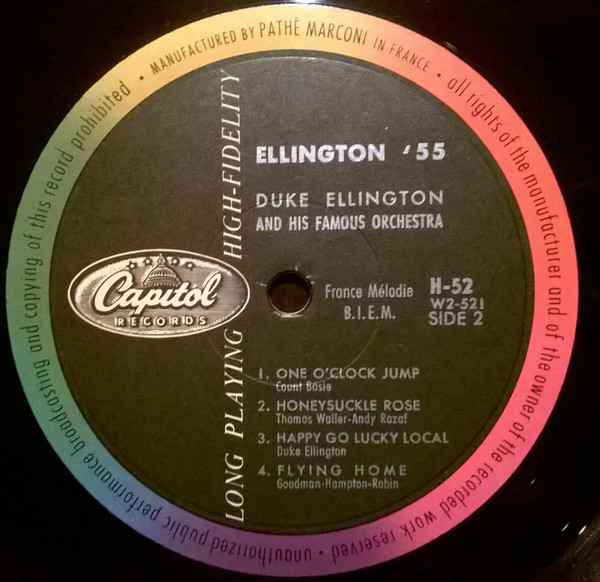 MANUFACTURED BY PATHÉ MARCONI IN FRANCE • all rights of the manufacturer and of the owner of the recorded work reserved • unauthorized public performance broadcasting and copying of this record prohibited •
LONG PLAYING HIGH-FIDELITY
ELLINGTON '55
DUKE ELLINGTON
AND HIS FAMOUS ORCHESTRA
Capitol
RECORDS
France Mélodie
B.I.E.M.
H-52
W2-521
SIDE 2
1. ONE O'CLOCK JUMP
Count Basie
2. HONEYSUCKLE ROSE
Thomas Waller-Andy Razaf
3. HAPPY GO LUCKY LOCAL
Duke Ellington
4. FLYING HOME
Goodman-Hampton-Robin